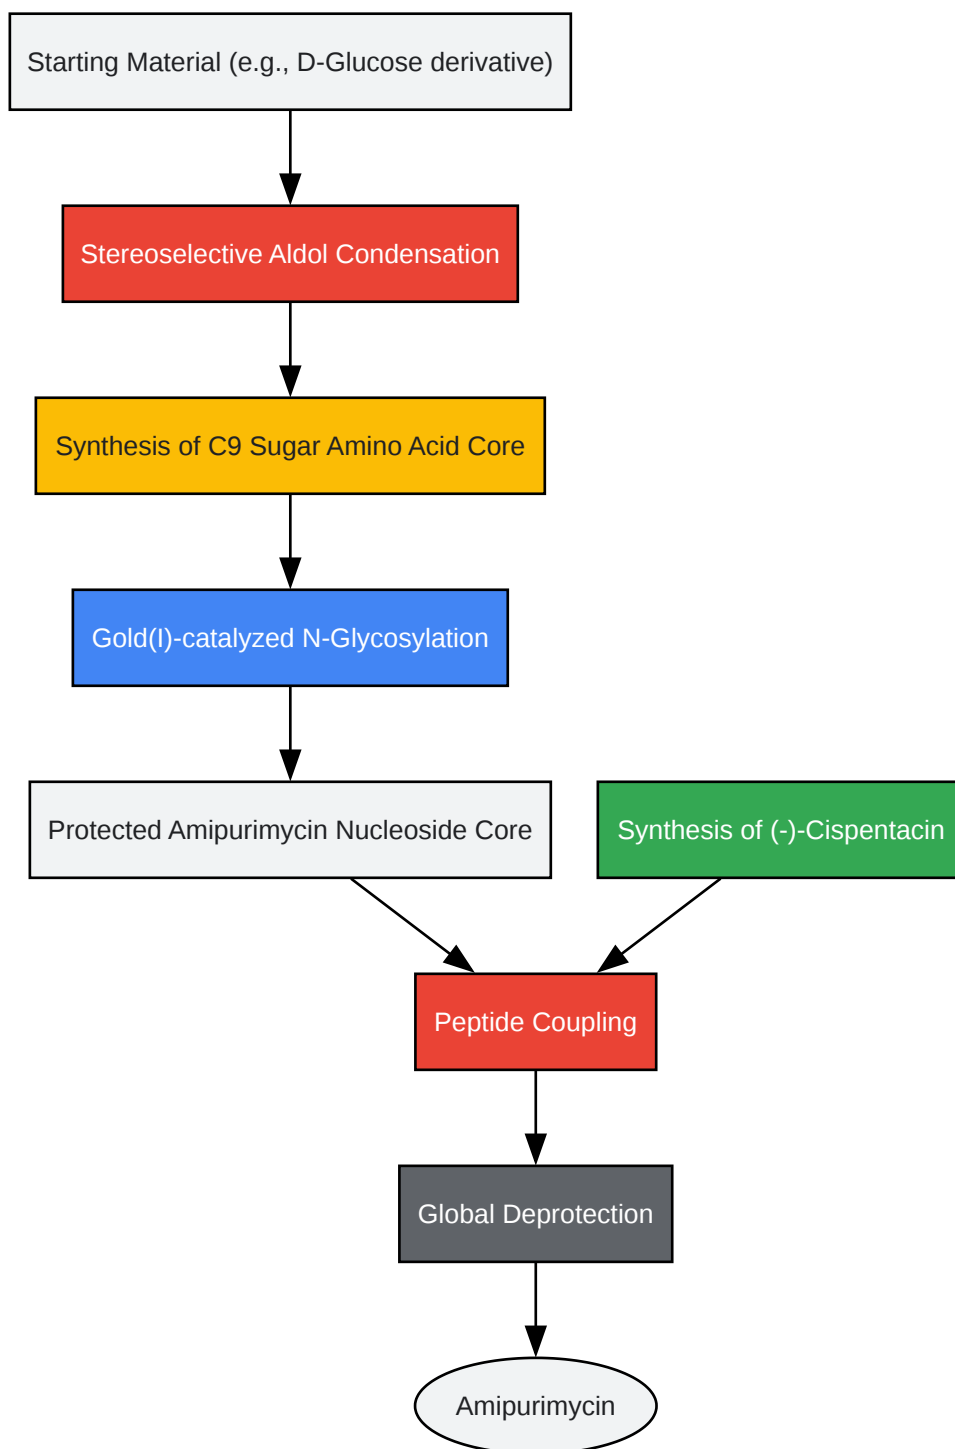 Starting Material (e.g., D-Glucose derivative)
Stereoselective Aldol Condensation
Synthesis of C9 Sugar Amino Acid Core
Gold(I)-catalyzed N-Glycosylation
Protected Amipurimycin Nucleoside Core
Synthesis of (-)-Cispentacin
Peptide Coupling
Global Deprotection
Amipurimycin